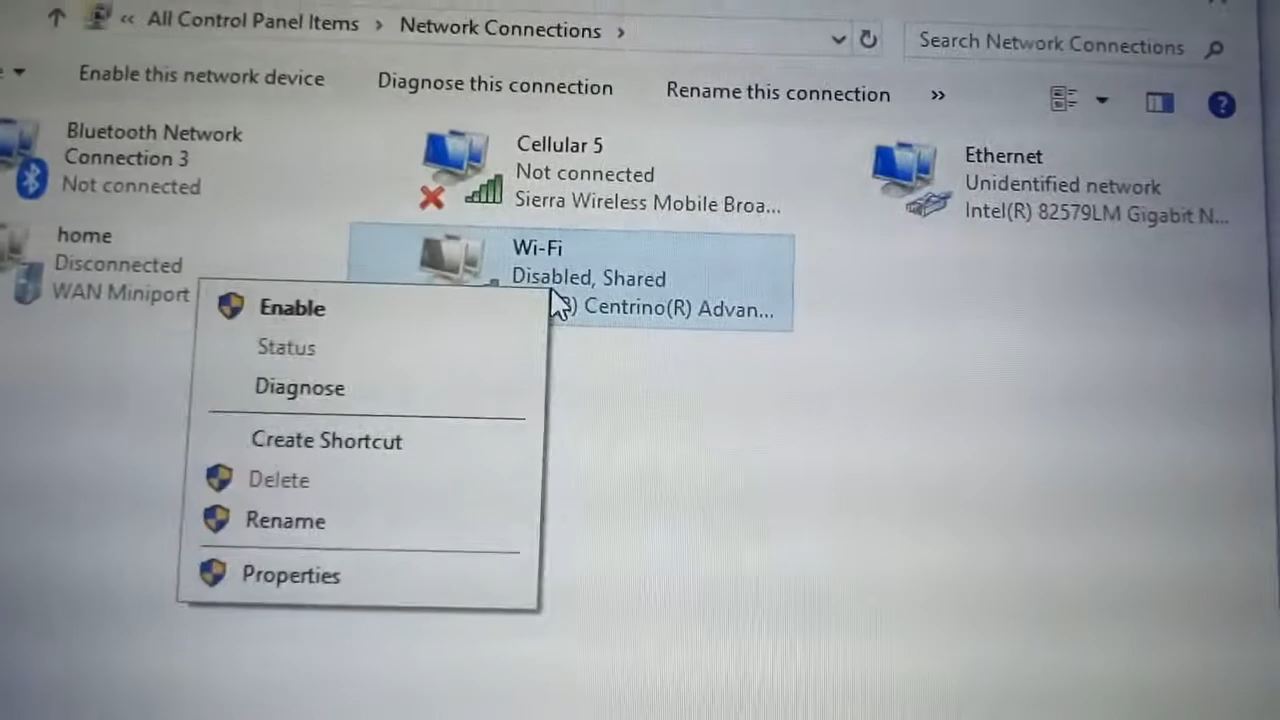 « All Control Panel Items > Network Connections >
Search Network Connections
Enable this network device
Diagnose this connection
Rename this connection
»
Bluetooth Network
Connection 3
Not connected
Cellular 5
Not connected
Sierra Wireless Mobile Broa...
Ethernet
Unidentified network
Intel(R) 82579LM Gigabit N...
home
Disconnected
WAN Miniport
Wi-Fi
Disabled, Shared
) Centrino(R) Advan...
Enable
Status
Diagnose
Create Shortcut
Delete
Rename
Properties